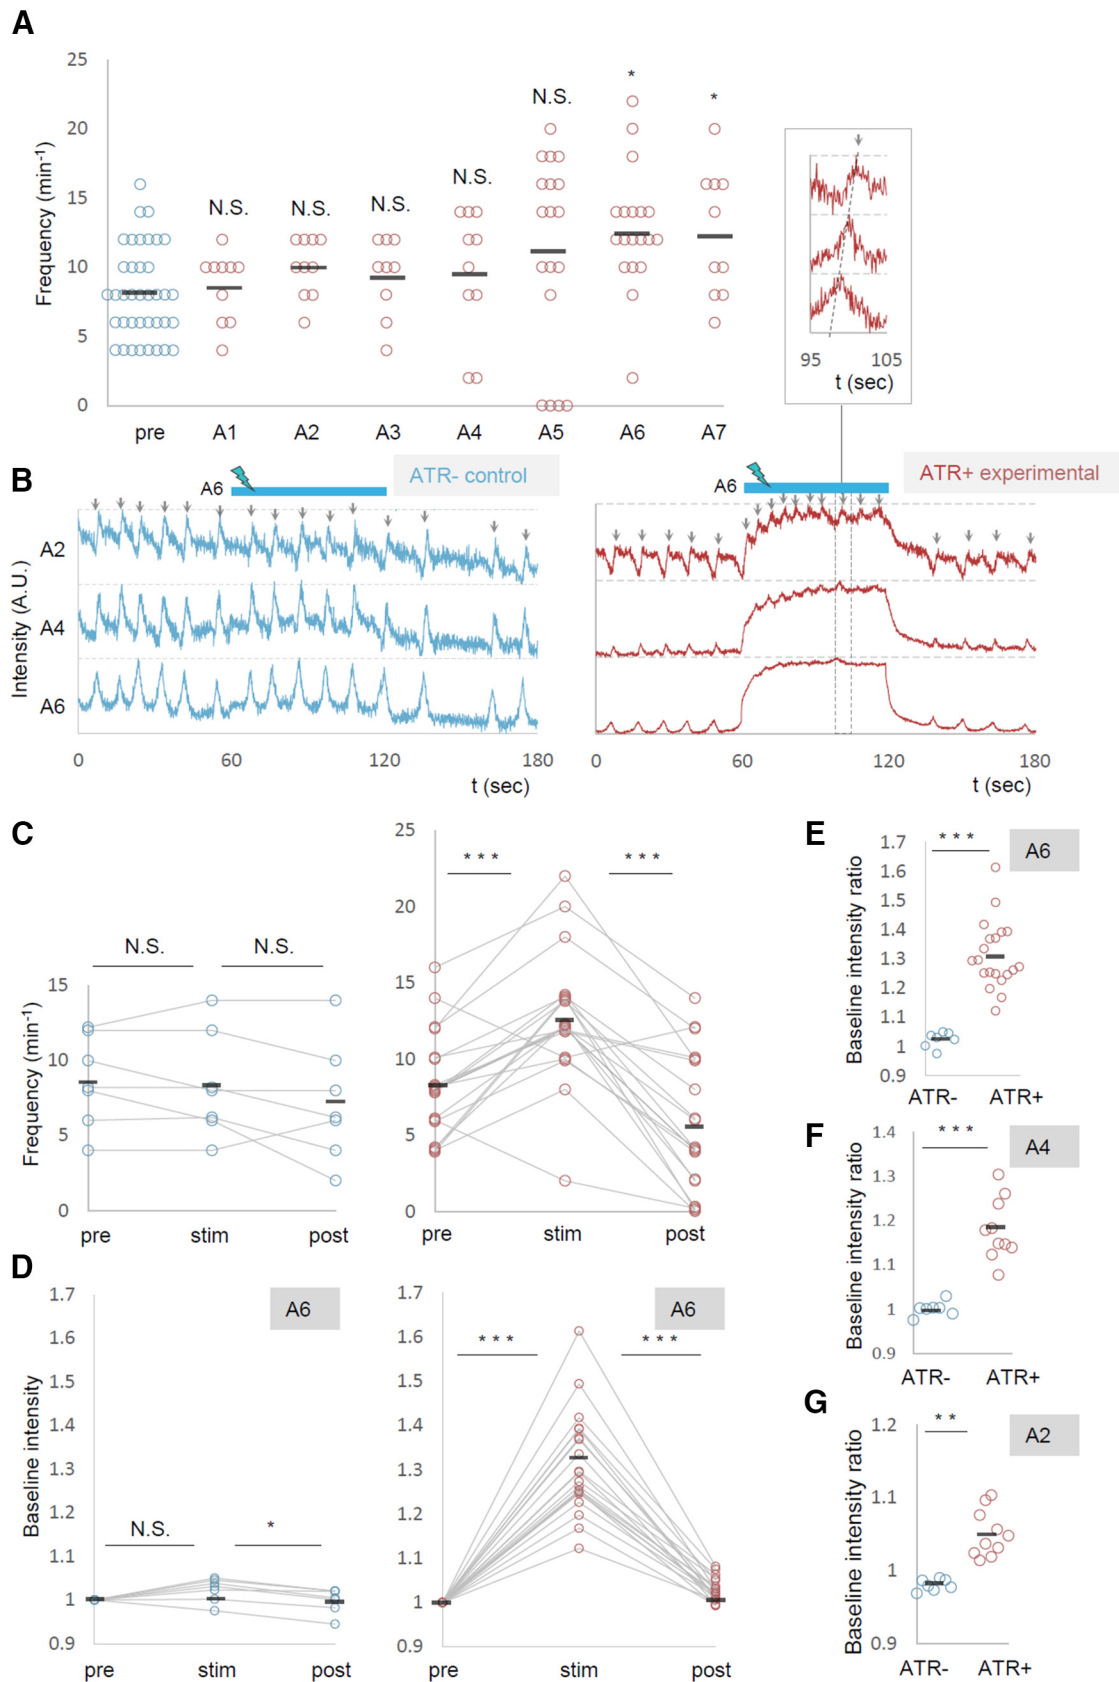 A
25
20
15
10
5
0
Frequency (min-1)
N.S.
N.S.
N.S.
N.S.
N.S.
*
*
pre A1 A2 A3 A4 A5 A6 A7
95 105
t (sec)
B
A6
ATR- control
A6
ATR+ experimental
Intensity (A.U.)
A2
A4
A6
0 60 120 180
t (sec)
0 60 120 180
t (sec)
C
Frequency (min-1)
15
10
5
0
N.S. N.S.
pre stim post
25
20
15
10
5
0
* * * * * *
pre stim post
D
Baseline intensity
1.7
1.6
1.5
1.4
1.3
1.2
1.1
1
0.9
A6
N.S. *
pre stim post
1.7
1.6
1.5
1.4
1.3
1.2
1.1
1
0.9
A6
* * * * * *
pre stim post
E
Baseline intensity ratio
1.7
1.6
1.5
1.4
1.3
1.2
1.1
1
0.9
* * *
A6
ATR- ATR+
F
Baseline intensity ratio
1.4
1.3
1.2
1.1
1
0.9
* * *
A4
ATR- ATR+
G
Baseline intensity ratio
1.2
1.1
1
0.9
* *
A2
ATR- ATR+